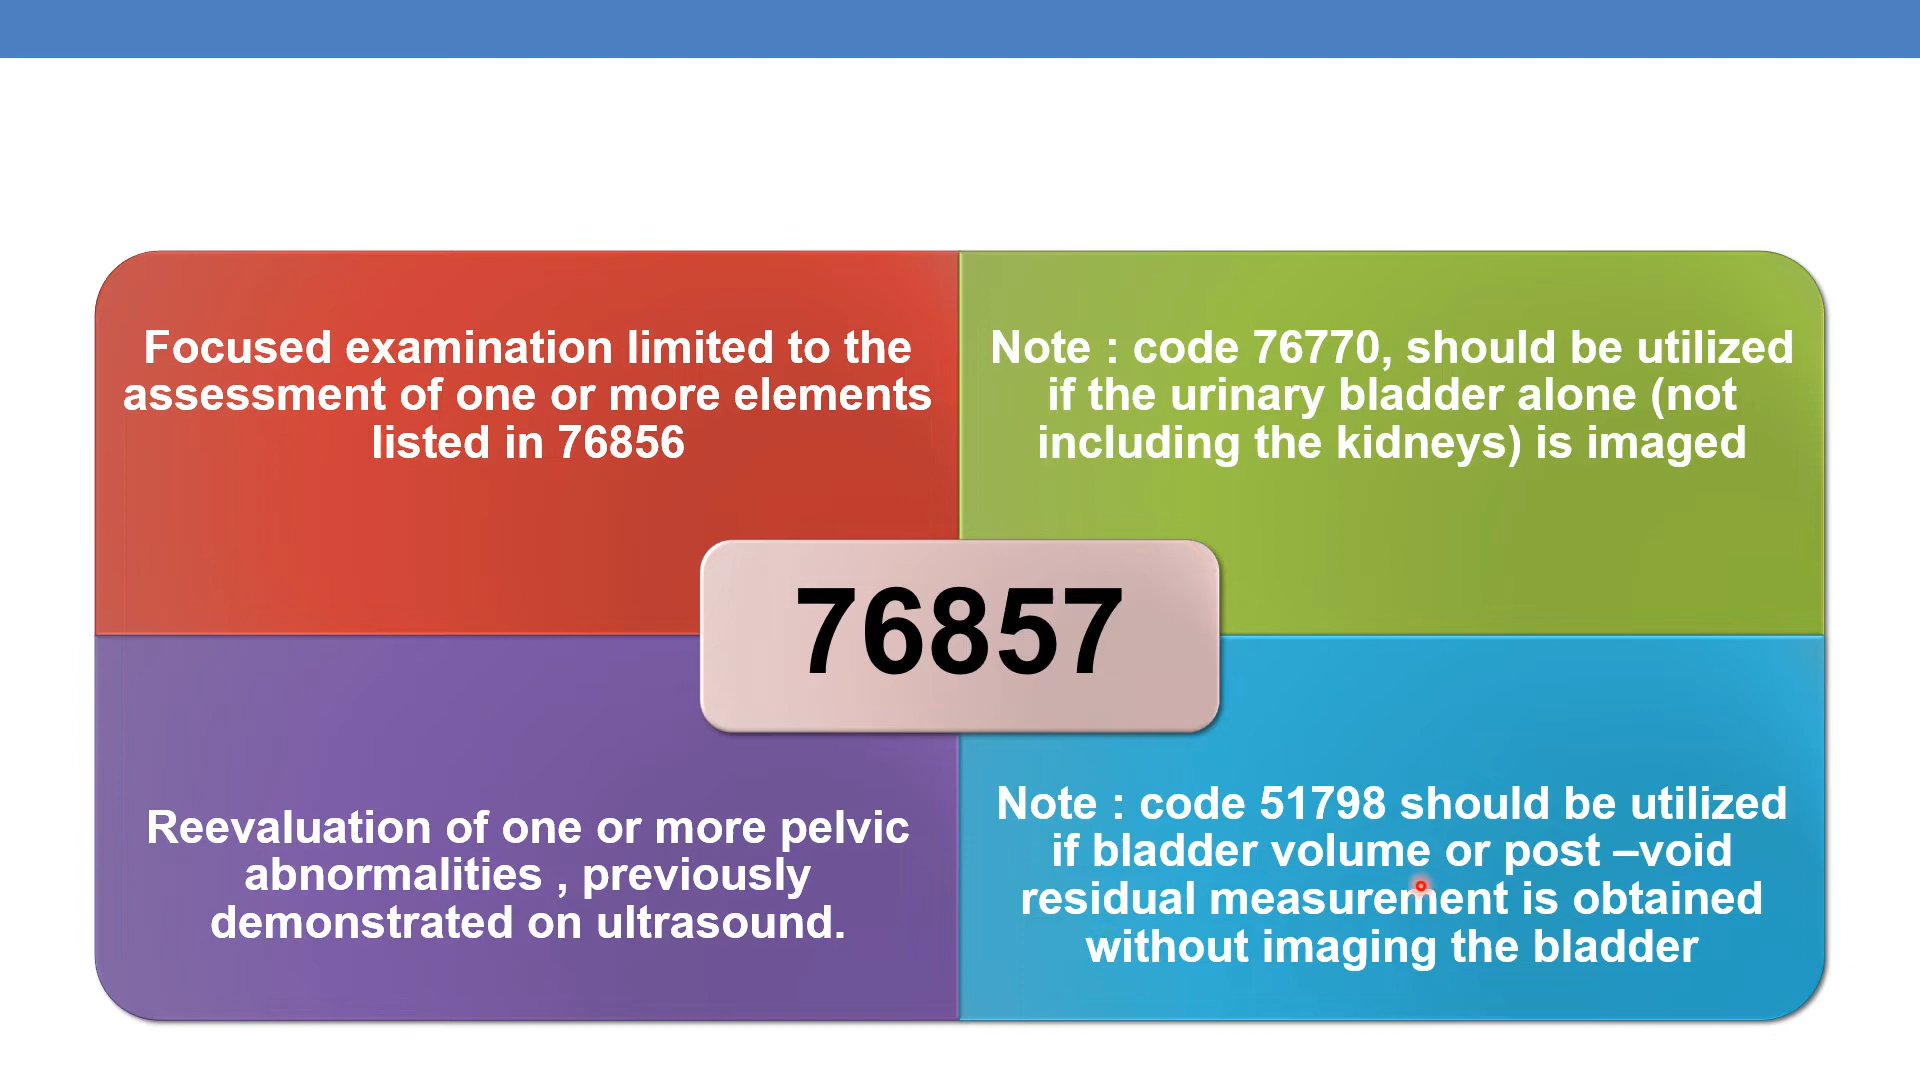 Focused examination limited to the
assessment of one or more elements
listed in 76856
Note : code 76770, should be utilized
if the urinary bladder alone (not
including the kidneys) is imaged
76857
Reevaluation of one or more pelvic
abnormalities , previously
demonstrated on ultrasound.
Note : code 51798 should be utilized
if bladder volume or post –void
residual measurement is obtained
without imaging the bladder